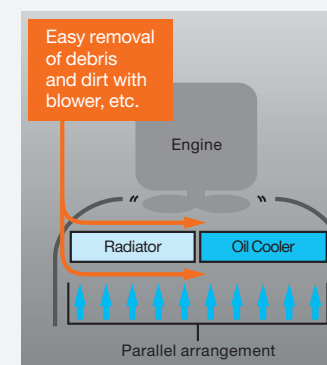 Easy removal
of debris
and dirt with
blower, etc.
Engine
Radiator
Oil Cooler
Parallel arrangement